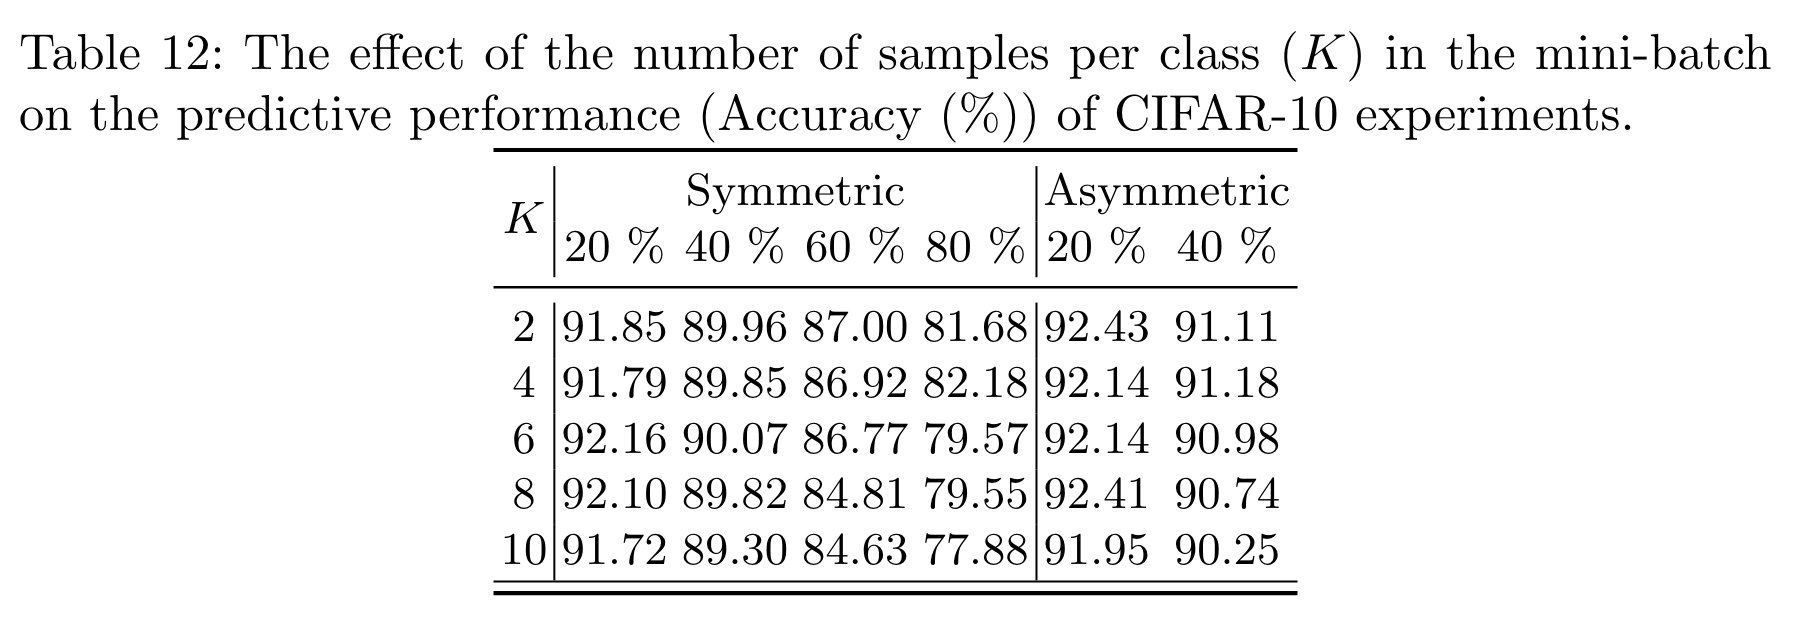 Table 12: The effect of the number of samples per class (K) in the mini-batch
on the predictive performance (Accuracy (%)) of CIFAR-10 experiments.
K Symmetric Asymmetric
20 % 40 % 60 % 80 % 20 % 40 %
2 91.85 89.96 87.00 81.68 92.43 91.11
4 91.79 89.85 86.92 82.18 92.14 91.18
6 92.16 90.07 86.77 79.57 92.14 90.98
8 92.10 89.82 84.81 79.55 92.41 90.74
10 91.72 89.30 84.63 77.88 91.95 90.25